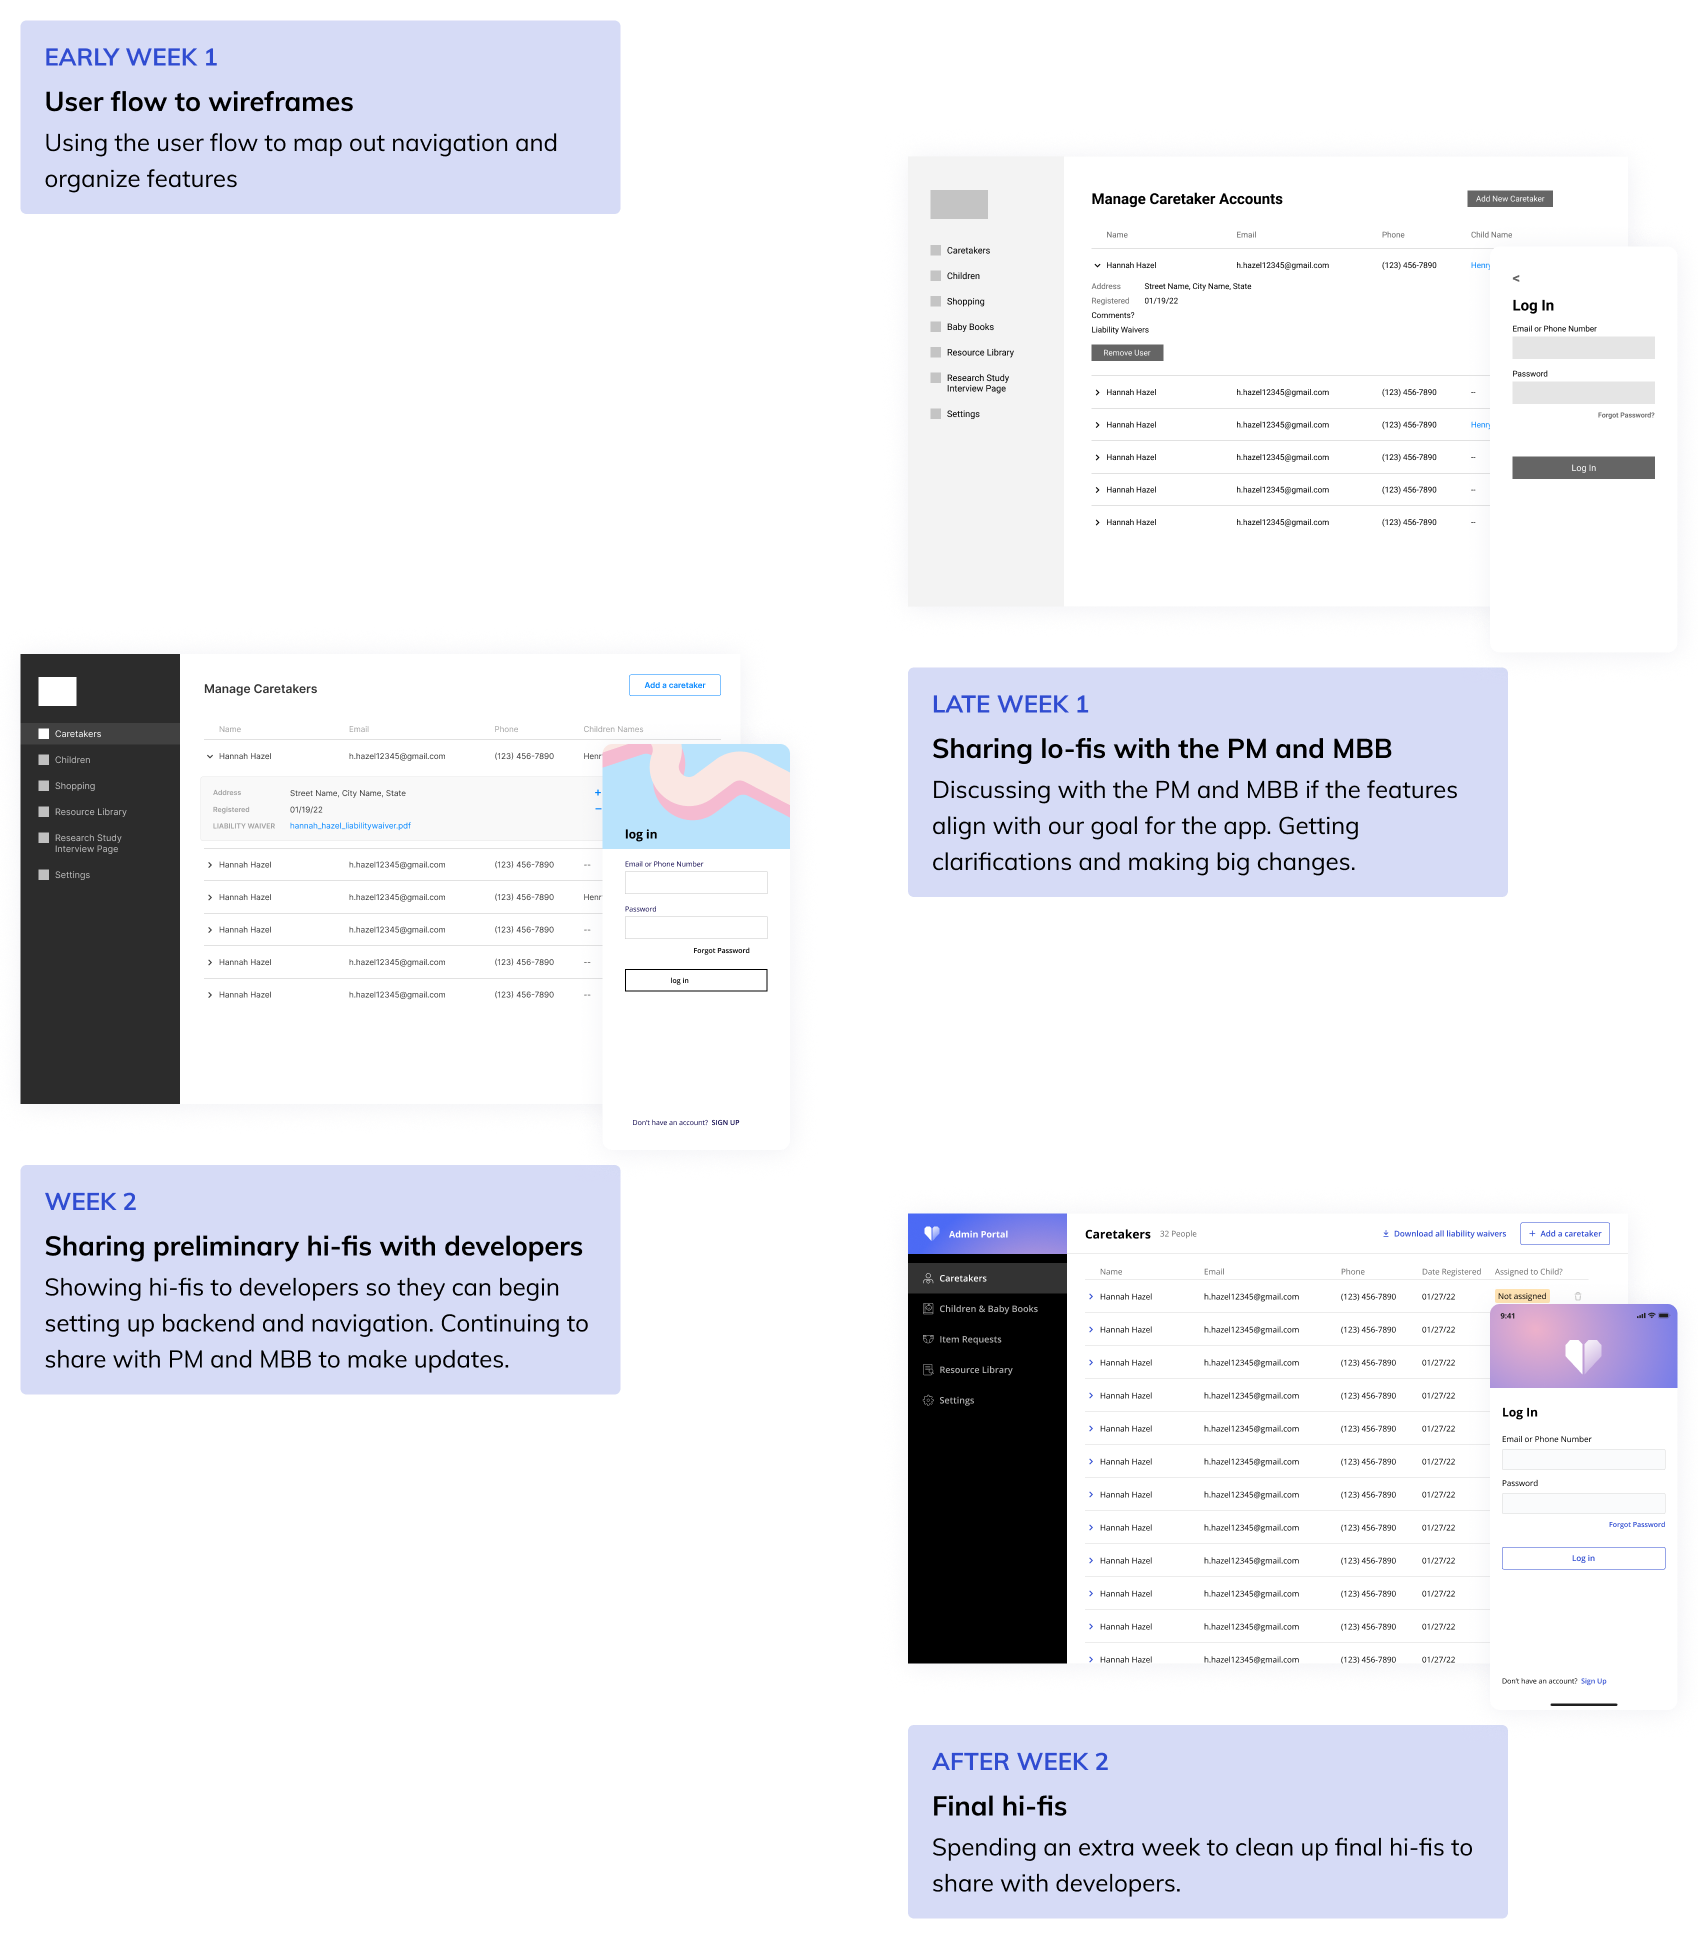 EARLY WEEK 1
User flow to wireframes
Using the user flow to map out navigation and
organize features
Manage Caretaker Accounts
Add New Caretaker
Name Email Phone Child Name
Caretakers
Children
Shopping
Baby Books
Resource Library
Research Study
Interview Page
Settings
Hannah Hazel h.hazel12345@gmail.com (123) 456-7890 Henry
Address Street Name, City Name, State
Registered 01/19/22
Comments?
Liability Waivers
Remove User
Hannah Hazel h.hazel12345@gmail.com (123) 456-7890 --
Hannah Hazel h.hazel12345@gmail.com (123) 456-7890 Henry
Hannah Hazel h.hazel12345@gmail.com (123) 456-7890 --
Hannah Hazel h.hazel12345@gmail.com (123) 456-7890 --
Hannah Hazel h.hazel12345@gmail.com (123) 456-7890 --
<
Log In
Email or Phone Number
Password
Forgot Password?
Log In
LATE WEEK 1
Sharing lo-fis with the PM and MBB
Discussing with the PM and MBB if the features
align with our goal for the app. Getting
clarifications and making big changes.
Caretakers
Children
Shopping
Resource Library
Research Study
Interview Page
Settings
Manage Caretakers
Add a caretaker
Name Email Phone Children Names
Hannah Hazel h.hazel12345@gmail.com (123) 456-7890 Henr
Address Street Name, City Name, State +
Registered 01/19/22 –
LIABILITY WAIVER hannah_hazel_liabilitywaiver.pdf
Hannah Hazel h.hazel12345@gmail.com (123) 456-7890 --
Hannah Hazel h.hazel12345@gmail.com (123) 456-7890 Henr
Hannah Hazel h.hazel12345@gmail.com (123) 456-7890 --
Hannah Hazel h.hazel12345@gmail.com (123) 456-7890 --
Hannah Hazel h.hazel12345@gmail.com (123) 456-7890 --
log in
Email or Phone Number
Password
Forgot Password
log in
Don't have an account? SIGN UP
WEEK 2
Sharing preliminary hi-fis with developers
Showing hi-fis to developers so they can begin
setting up backend and navigation. Continuing to
share with PM and MBB to make updates.
Admin Portal
Caretakers
Children & Baby Books
Item Requests
Resource Library
Settings
Caretakers 32 People
Download all liability waivers
+ Add a caretaker
Name Email Phone Date Registered Assigned to Child?
Hannah Hazel h.hazel12345@gmail.com (123) 456-7890 01/27/22 Not assigned
Hannah Hazel h.hazel12345@gmail.com (123) 456-7890 01/27/22
Hannah Hazel h.hazel12345@gmail.com (123) 456-7890 01/27/22
Hannah Hazel h.hazel12345@gmail.com (123) 456-7890 01/27/22
Hannah Hazel h.hazel12345@gmail.com (123) 456-7890 01/27/22
Hannah Hazel h.hazel12345@gmail.com (123) 456-7890 01/27/22
Hannah Hazel h.hazel12345@gmail.com (123) 456-7890 01/27/22
Hannah Hazel h.hazel12345@gmail.com (123) 456-7890 01/27/22
Hannah Hazel h.hazel12345@gmail.com (123) 456-7890 01/27/22
Hannah Hazel h.hazel12345@gmail.com (123) 456-7890 01/27/22
Hannah Hazel h.hazel12345@gmail.com (123) 456-7890 01/27/22
Hannah Hazel h.hazel12345@gmail.com (123) 456-7890 01/27/22
9:41
Log In
Email or Phone Number
Password
Forgot Password
Log in
Don't have an account? Sign Up
AFTER WEEK 2
Final hi-fis
Spending an extra week to clean up final hi-fis to
share with developers.